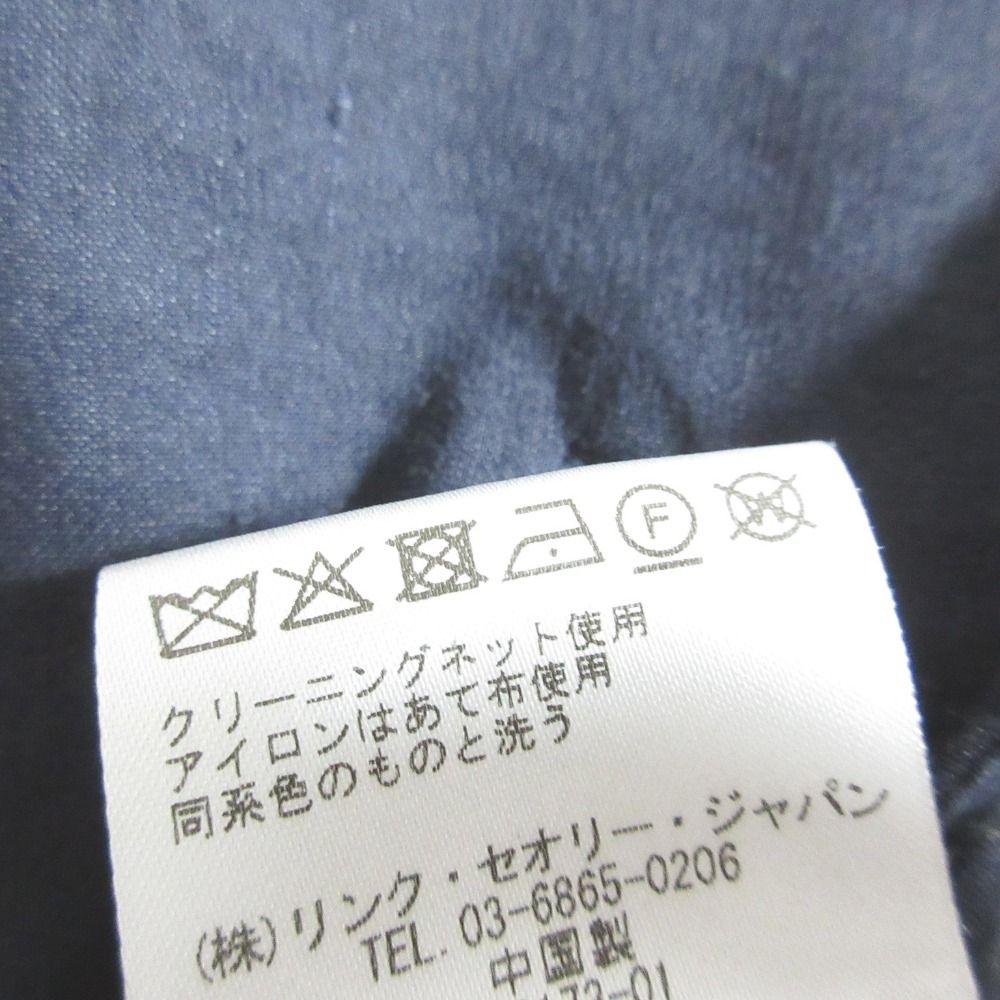 F
W
クリーニングネット使用
アイロンはあて布使用
同系色のものと洗う
(株)リンク・セオリー・ジャパン
TEL. 03-6865-0206
中国製
173-01